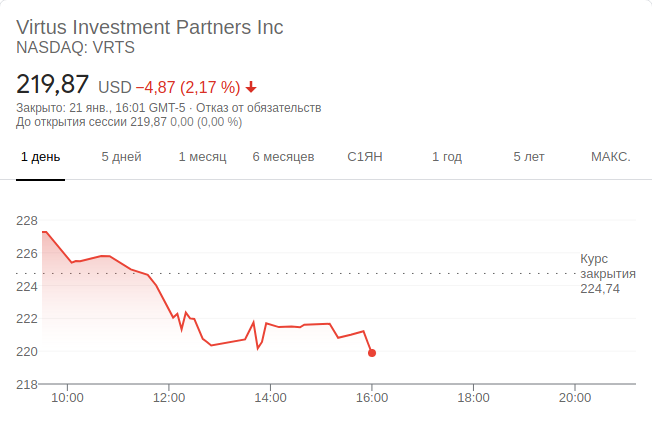 Virtus Investment Partners Inc
NASDAQ: VRTS
219,87 USD −4,87 (2,17 %)
Закрыто: 21 янв., 16:01 GMT-5 · Отказ от обязательств
До открытия сессии 219,87 0,00 (0,00 %)
1 день 5 дней 1 месяц 6 месяцев С1ЯН 1 год 5 лет МАКС.
228
226
Курс
закрытия
224,74
224
222
220
218
10:00 12:00 14:00 16:00 18:00 20:00